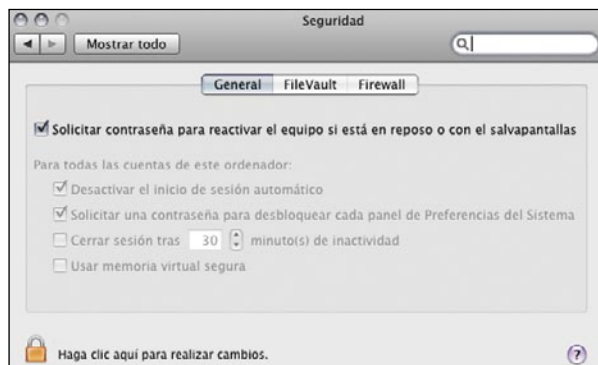 Seguridad
Mostrar todo
General FileVault Firewall
Solicitar contraseña para reactivar el equipo si está en reposo o con el salvapantallas
Para todas las cuentas de este ordenador:
Desactivar el inicio de sesión automático
Solicitar una contraseña para desbloquear cada panel de Preferencias del Sistema
Cerrar sesión tras 30 minuto(s) de inactividad
Usar memoria virtual segura
Haga clic aquí para realizar cambios. ?